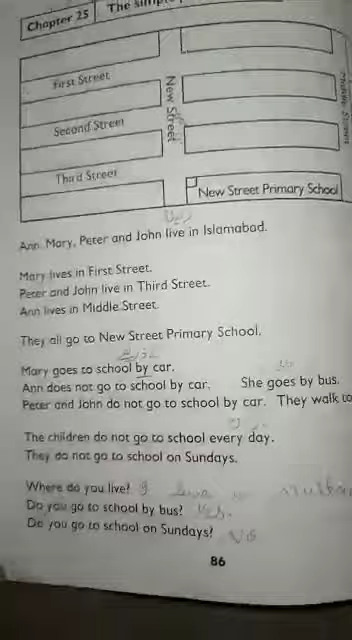 Chapter 25
The simple
First Street
New Street
Middle Street
Second Street
Third Street
New Street Primary School
Ann, Mary, Peter and John live in Islamabad.
Mary lives in First Street.
Peter and John live in Third Street.
Ann lives in Middle Street.
They all go to New Street Primary School.
Mary goes to school by car.
Ann does not go to school by car. She goes by bus.
Peter and John do not go to school by car. They walk to
The children do not go to school every day.
They do not go to school on Sundays.
Where do you live? I live in
Do you go to school by bus? Yes.
Do you go to school on Sundays? No
86